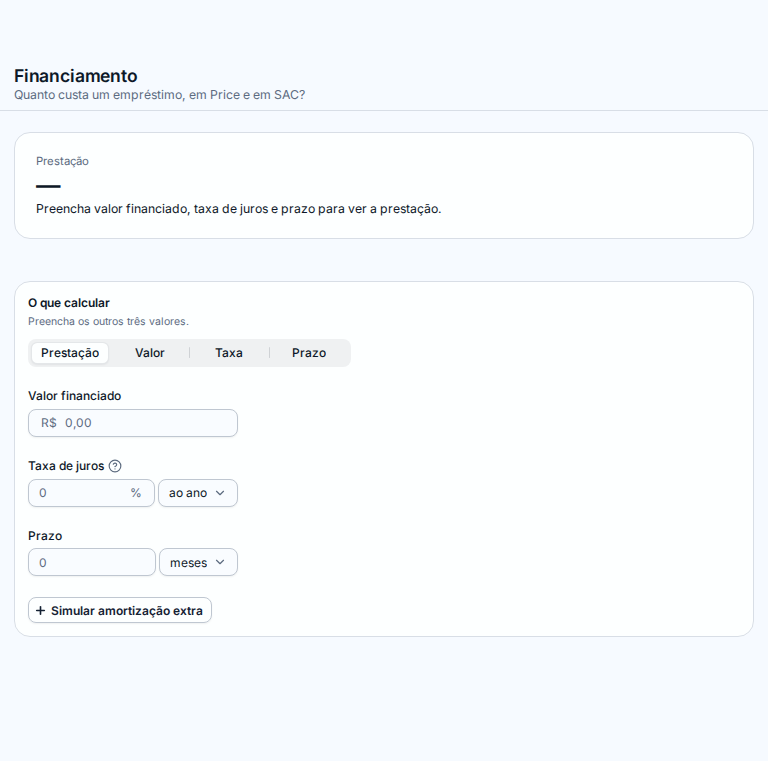 Financiamento
Quanto custa um empréstimo, em Price e em SAC?
Prestação
—
Preencha valor financiado, taxa de juros e prazo para ver a prestação.
O que calcular
Preencha os outros três valores.
Prestação Valor Taxa Prazo
Valor financiado
R$ 0,00
Taxa de juros ?
0 % ao ano
Prazo
0 meses
+ Simular amortização extra